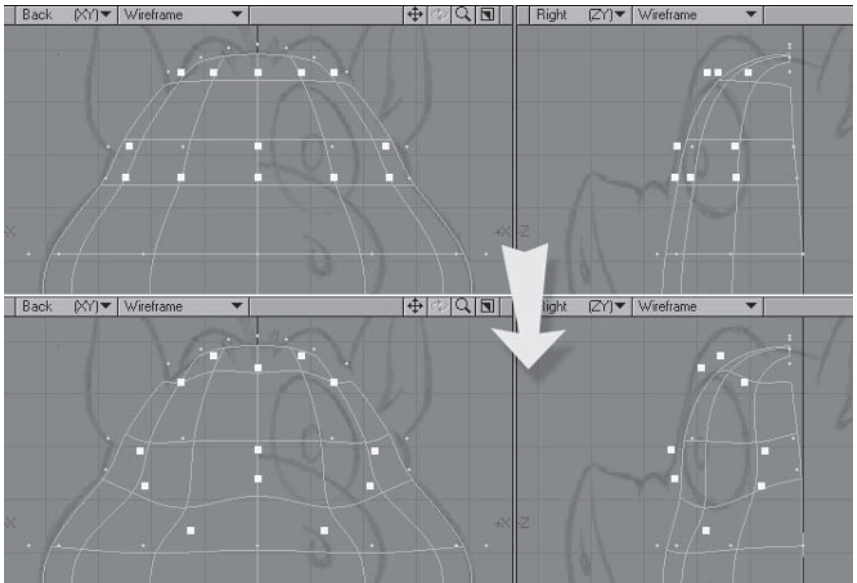 Back (XY) Wireframe
Right (ZY) Wireframe
X
+X
-Z
Back (XY) Wireframe
Right (ZY) Wireframe
X
+X
-Z